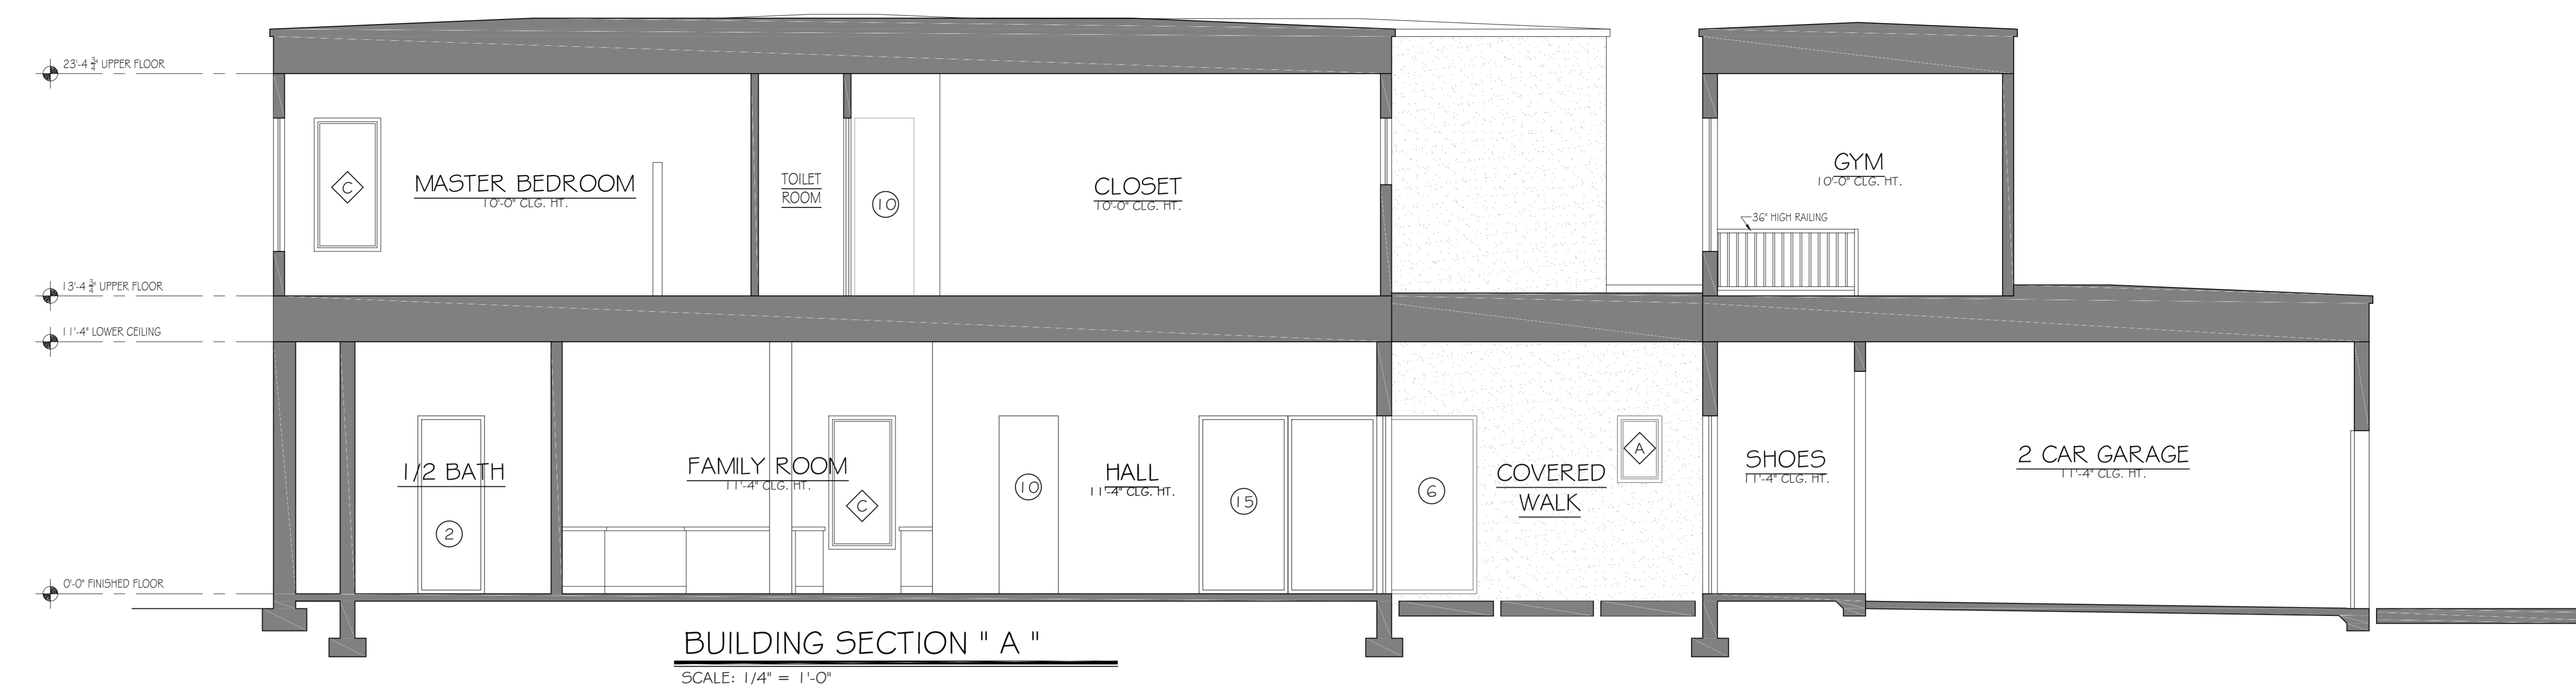 23'-4 3/4" UPPER FLOOR
C
MASTER BEDROOM
10'-0" CLG. HT.
TOILET
ROOM
10
CLOSET
10'-0" CLG. HT.
GYM
10'-0" CLG. HT.
36" HIGH RAILING
13'-4 3/4" UPPER FLOOR
11'-4" LOWER CEILING
1/2 BATH
2
FAMILY ROOM
11'-4" CLG. HT.
C
10
HALL
11'-4" CLG. HT.
15
6
COVERED
WALK
A
SHOES
11'-4" CLG. HT.
2 CAR GARAGE
11'-4" CLG. HT.
0'-0" FINISHED FLOOR
BUILDING SECTION " A "
SCALE: 1/4" = 1'-0"